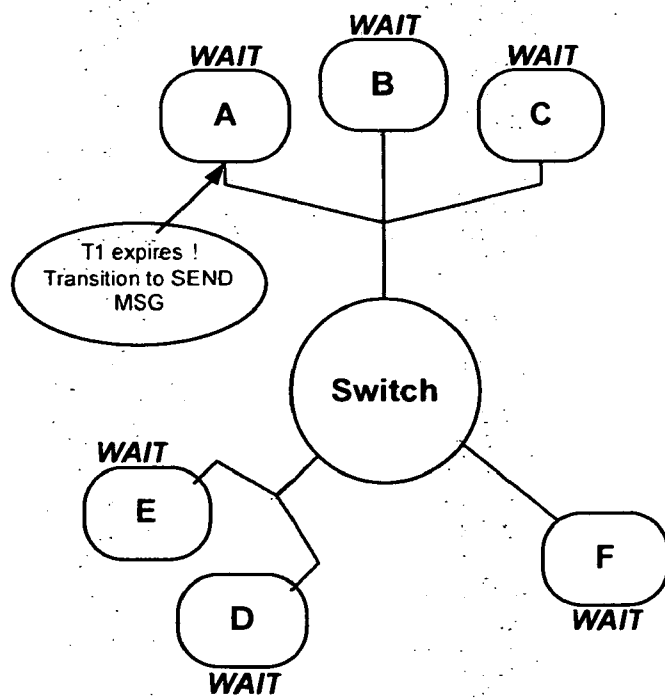 WAIT
A
WAIT
B
WAIT
C
T1 expires !
Transition to SEND
MSG
Switch
WAIT
E
D
WAIT
F
WAIT